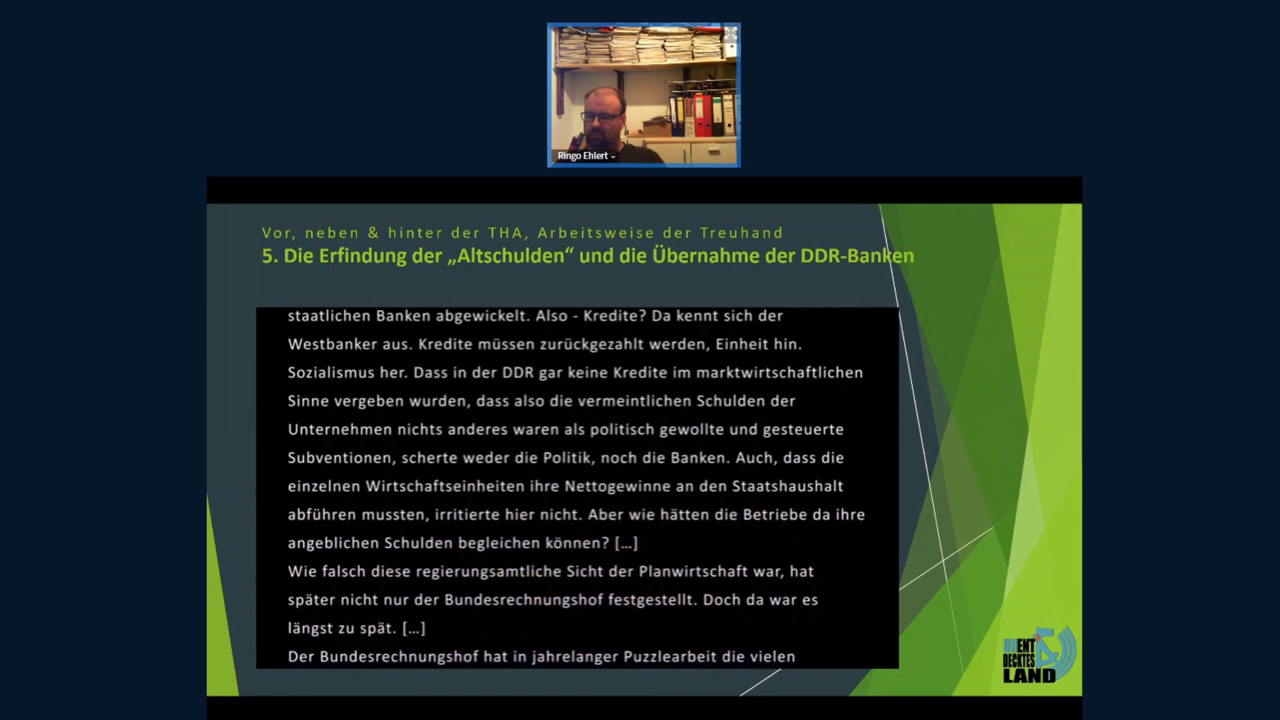 Ringo Ehlert
Vor, neben & hinter der THA, Arbeitsweise der Treuhand
5. Die Erfindung der „Altschulden“ und die Übernahme der DDR-Banken
staatlichen Banken abgewickelt. Also - Kredite? Da kennt sich der
Westbanker aus. Kredite müssen zurückgezahlt werden, Einheit hin.
Sozialismus her. Dass in der DDR gar keine Kredite im marktwirtschaftlichen
Sinne vergeben wurden, dass also die vermeintlichen Schulden der
Unternehmen nichts anderes waren als politisch gewollte und gesteuerte
Subventionen, scherte weder die Politik, noch die Banken. Auch, dass die
einzelnen Wirtschaftseinheiten ihre Nettogewinne an den Staatshaushalt
abführen mussten, irritierte hier nicht. Aber wie hätten die Betriebe da ihre
angeblichen Schulden begleichen können? […]
Wie falsch diese regierungsamtliche Sicht der Planwirtschaft war, hat
später nicht nur der Bundesrechnungshof festgestellt. Doch da war es
längst zu spät. […]
Der Bundesrechnungshof hat in jahrelanger Puzzlearbeit die vielen
UNENT
DECKTES
LAND